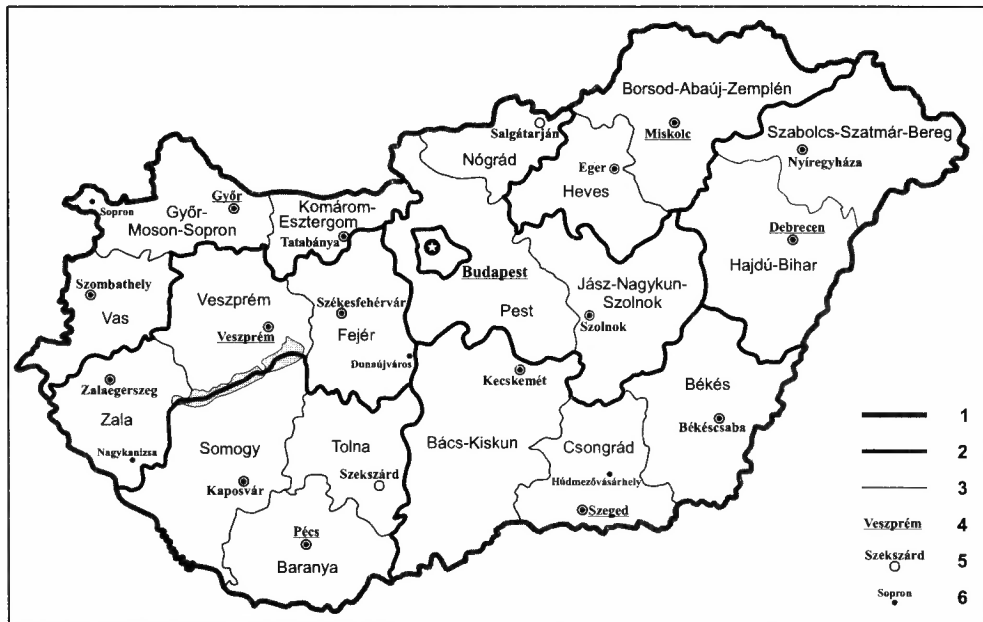 Borsod-Abaúj-Zemplén
Miskolc
Szabolcs-Szatmár-Bereg
Nyíregyháza
Salgátarján
Nógrád
Eger
Heves
Sopron
Győr
Győr-
Moson-Sopron
Komárom-
Esztergom
Tatabánya
Debrecen
Hajdú-Bihar
Budapest
Pest
Jász-Nagykun-
Szolnok
Szolnok
Szombathely
Vas
Veszprém
Veszprém
Székesfehérvár
Fejér
Dunaújváros
Kecskemét
Zalaegerszeg
Zala
Nagykanizsa
Somogy
Kaposvár
Tolna
Szekszárd
Bács-Kiskun
Csongrád
Húdmezővásárhely
Szeged
Békés
Békéscsaba
Pécs
Baranya
1
2
3
Veszprém 4
Szekszárd 5
Sopron 6